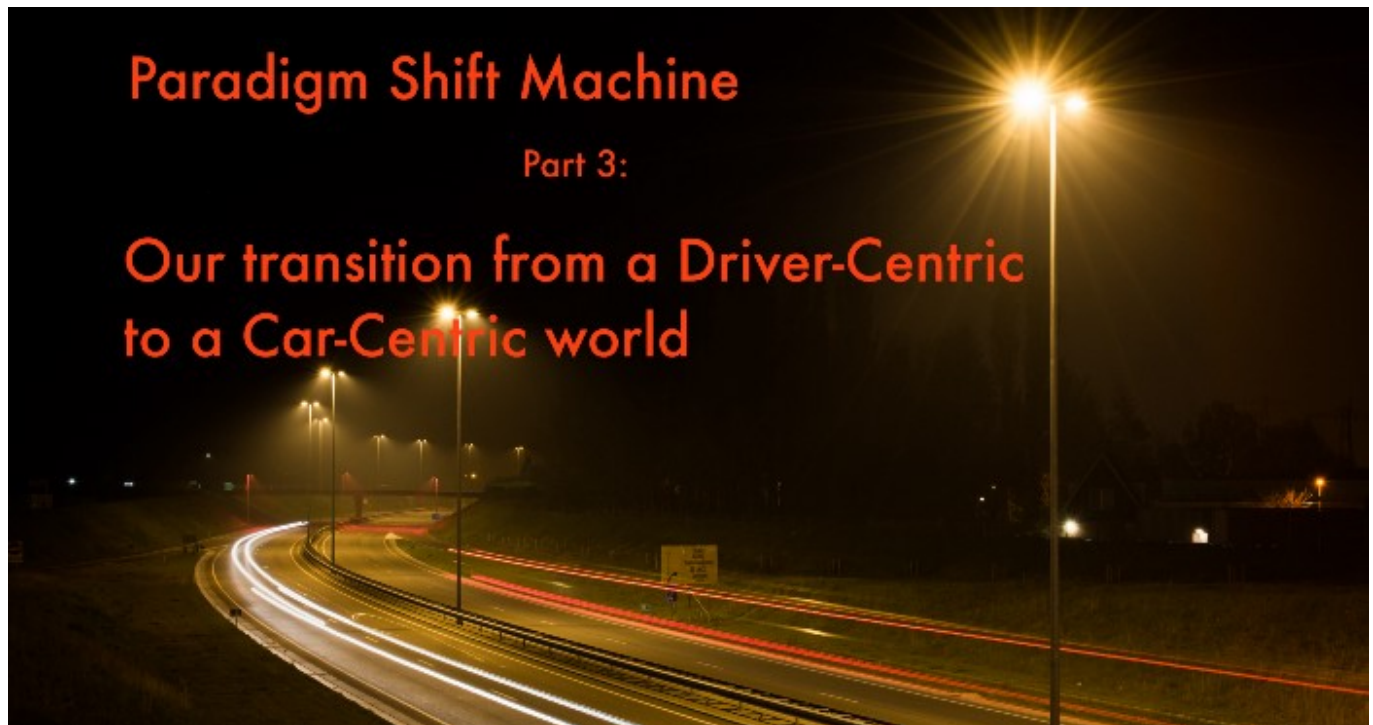 Paradigm Shift Machine
Part 3:
Our transition from a Driver-Centric
to a Car-Centric world